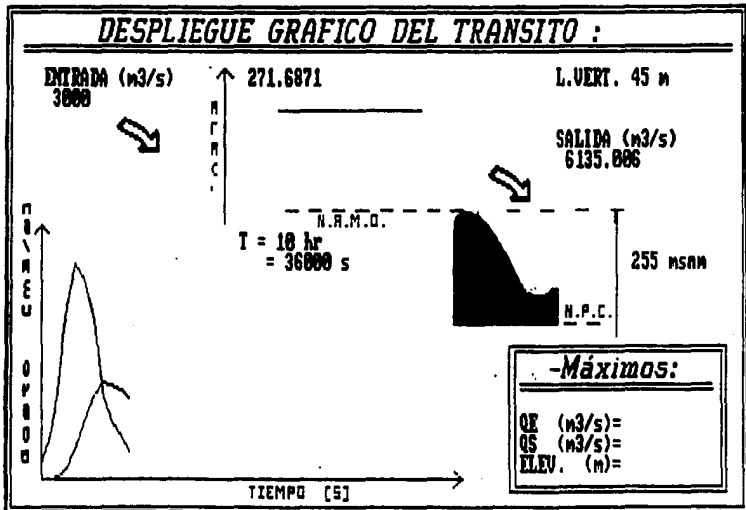 DESPLIEGUE GRAFICO DEL TRANSITO :
ENTRADA (m3/s)
3000
271.6871
L.VERT. 45 m
SALIDA (m3/s)
6135.006
N.A.M.O.
T = 10 hr
= 36000 s
255 msnm
N.P.C.
-Máximos:
QE (m3/s)=
QS (m3/s)=
ELEV. (m)=
TIEMPO [S]